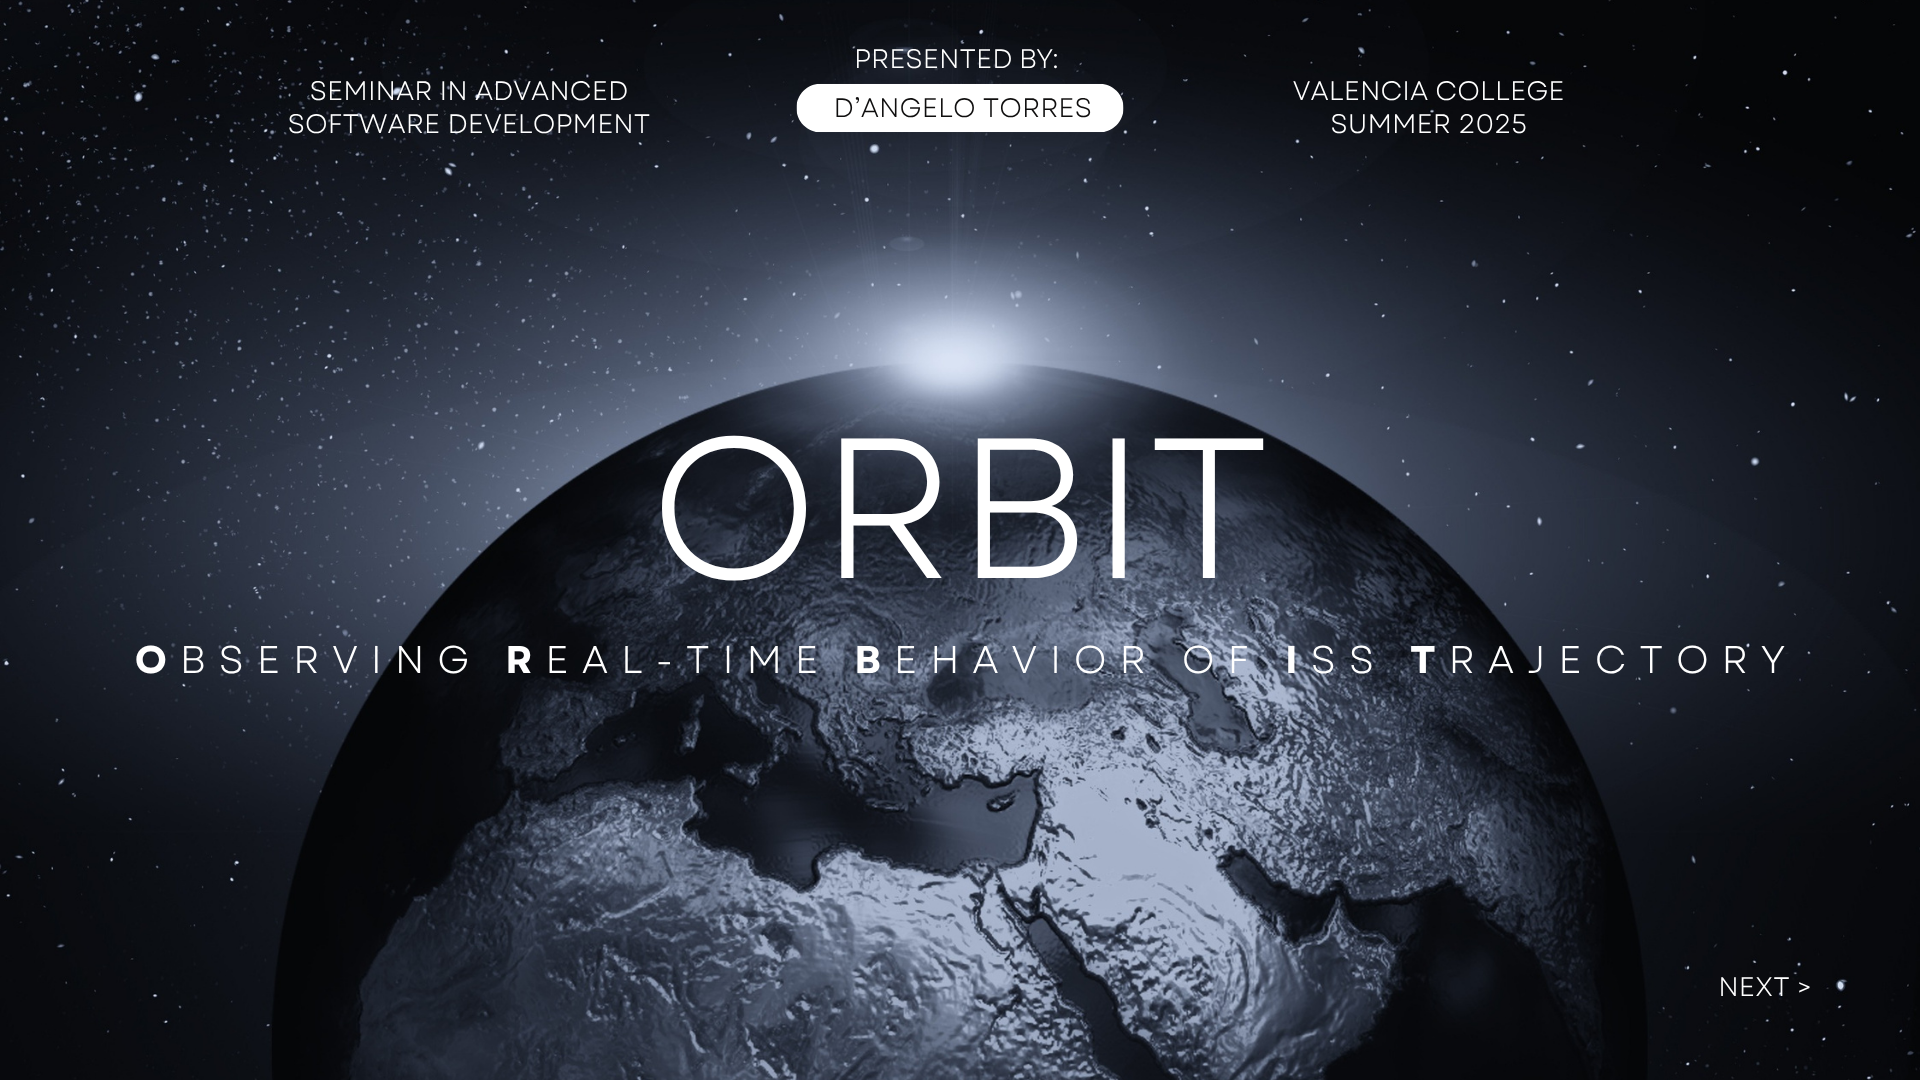 SEMINAR IN ADVANCED
SOFTWARE DEVELOPMENT
PRESENTED BY:
D’ANGELO TORRES
VALENCIA COLLEGE
SUMMER 2025
ORBIT
OBSERVING REAL-TIME BEHAVIOR OF ISS TRAJECTORY
NEXT >